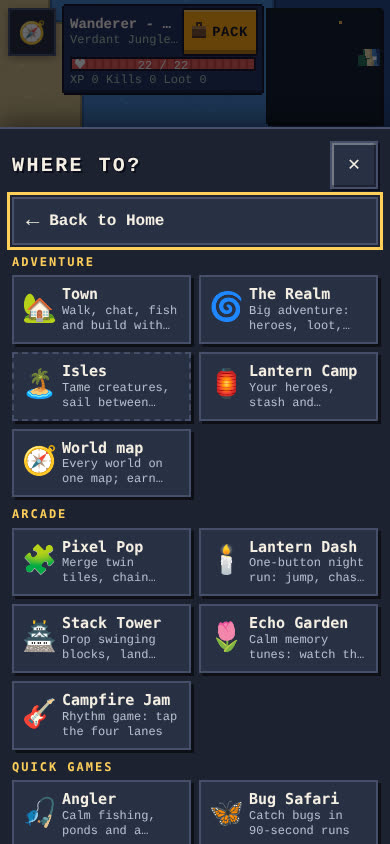 Wanderer - …
Verdant Jungle…
PACK
22 / 22
XP 0 Kills 0 Loot 0
WHERE TO?
×
← Back to Home
ADVENTURE
Town
Walk, chat, fish
and build with…
The Realm
Big adventure:
heroes, loot,…
Isles
Tame creatures,
sail between…
Lantern Camp
Your heroes,
stash and…
World map
Every world on
one map; earn…
ARCADE
Pixel Pop
Merge twin
tiles, chain…
Lantern Dash
One-button night
run: jump, chas…
Stack Tower
Drop swinging
blocks, land…
Echo Garden
Calm memory
tunes: watch th…
Campfire Jam
Rhythm game: tap
the four lanes
QUICK GAMES
Angler
Calm fishing,
ponds and a…
Bug Safari
Catch bugs in
90-second runs